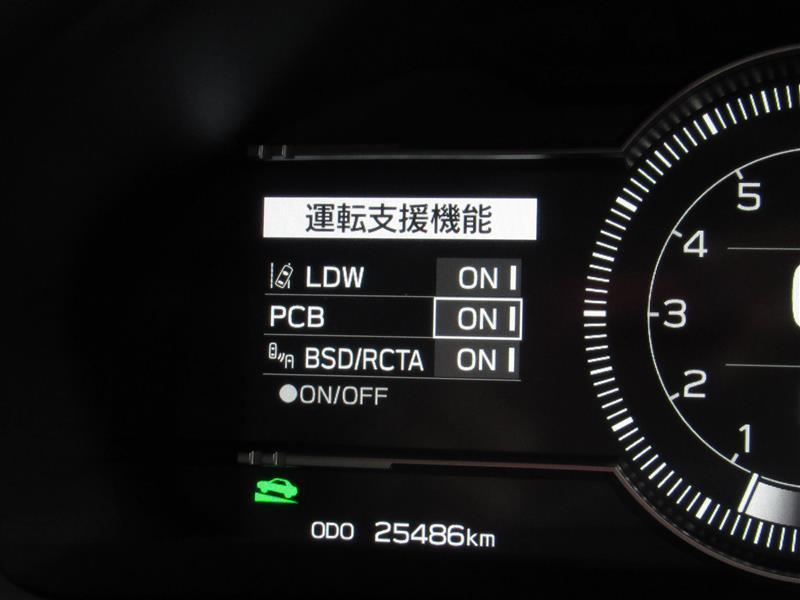 運転支援機能
LDW ON
PCB ON
BSD/RCTA ON
●ON/OFF
5
4
3
2
1
ODO 25486km